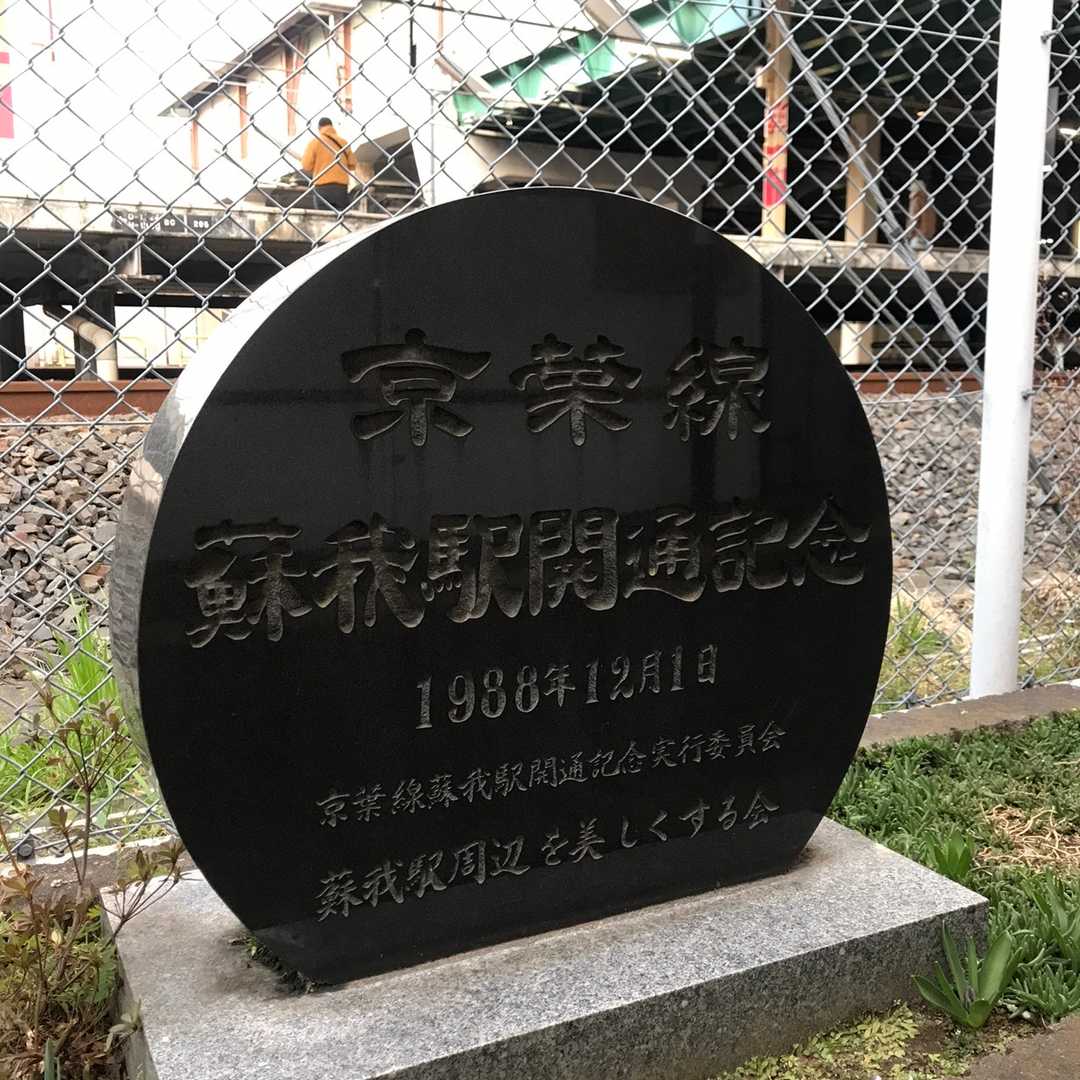 京葉線
蘇我駅開通記念
1988年12月1日
京葉線蘇我駅開通記念実行委員会
蘇我駅周辺を美しくする会